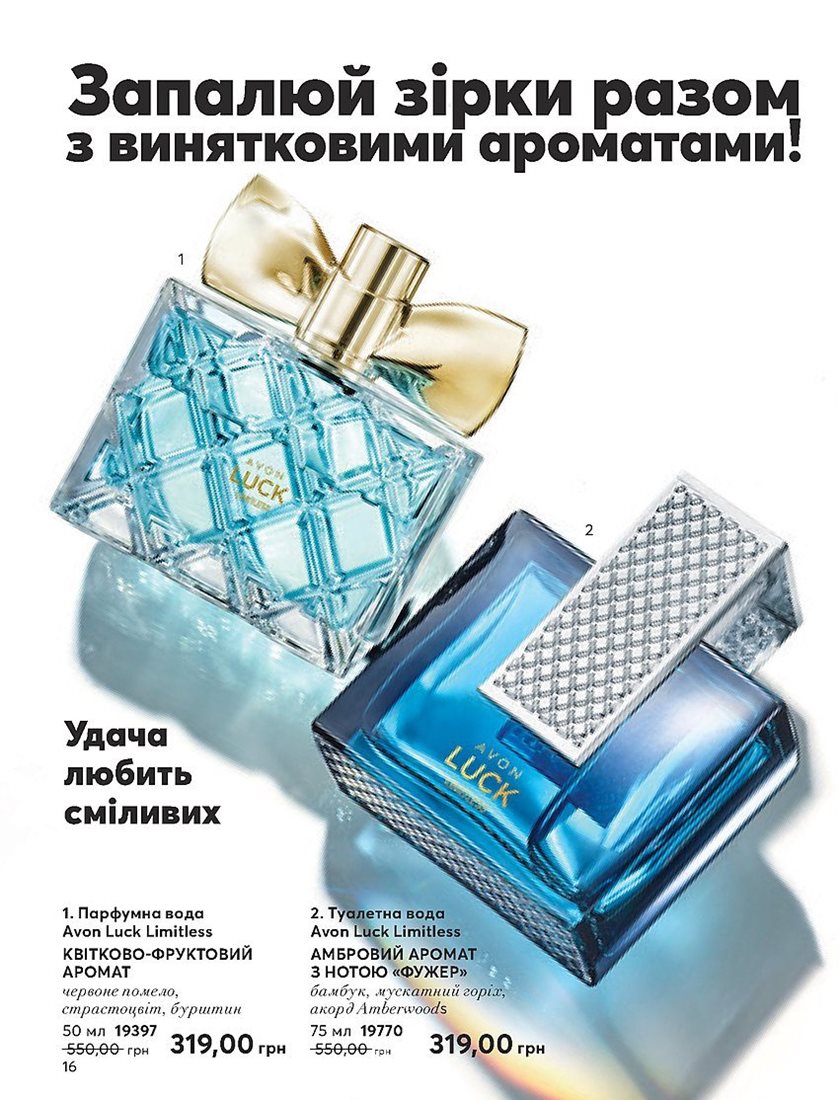 Запалюй зірки разом
з винятковими ароматами!
1
AVON
LUCK
2
AVON
LUCK
Удача
любить
сміливих
1. Парфумна вода
Avon Luck Limitless
КВІТКОВО-ФРУКТОВИЙ
АРОМАТ
червоне помело,
страстоцвіт, бурштин
50 мл 19397
550,00 грн 319,00 грн
2. Туалетна вода
Avon Luck Limitless
АМБРОВИЙ АРОМАТ
З НОТОЮ «ФУЖЕР»
бамбук, мускатний горіх,
акорд Amberwoods
75 мл 19770
550,00 грн 319,00 грн
16